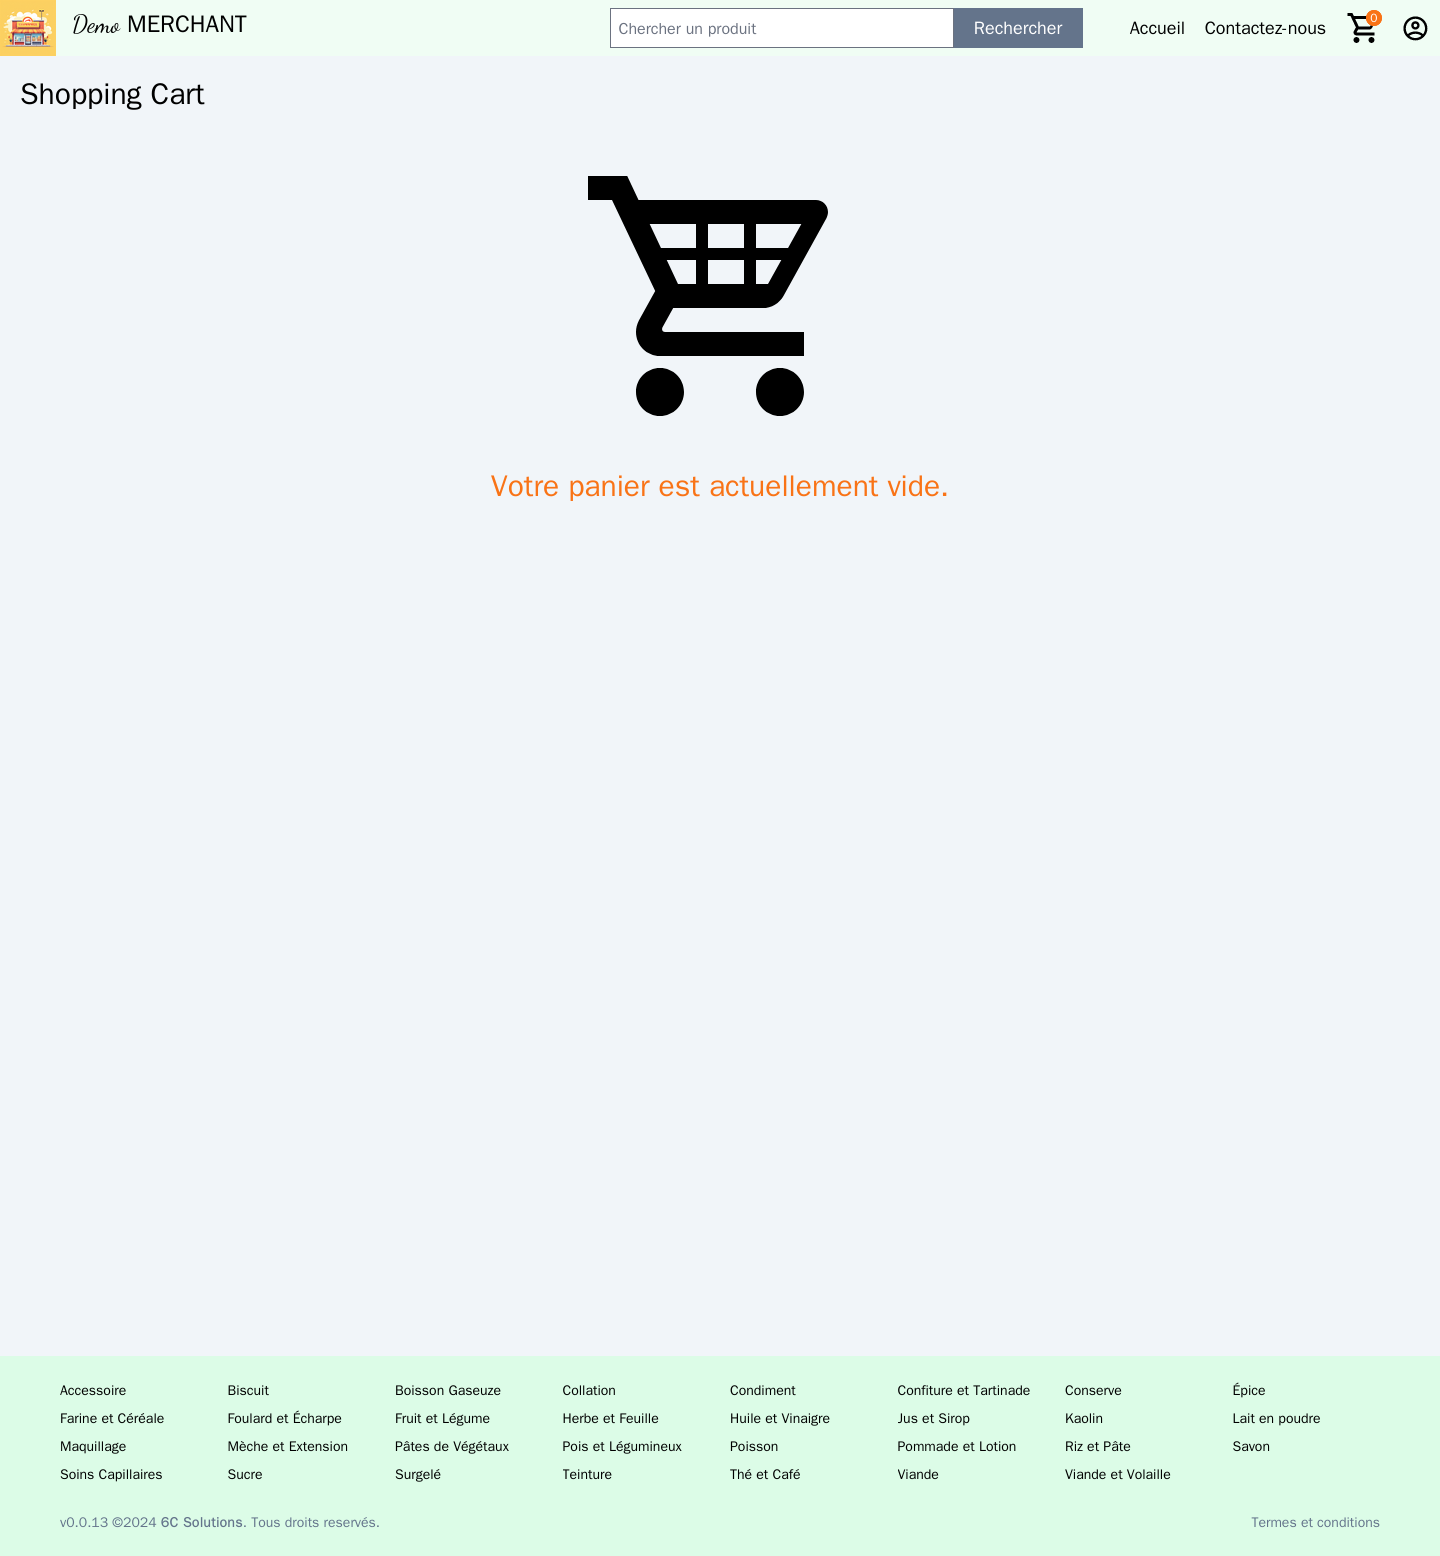 Demo MERCHANT
Chercher un produit
Rechercher
Accueil
Contactez-nous
0
Shopping Cart
Votre panier est actuellement vide.
Accessoire Biscuit Boisson Gaseuze Collation Condiment Confiture et Tartinade Conserve Épice
Farine et Céréale Foulard et Écharpe Fruit et Légume Herbe et Feuille Huile et Vinaigre Jus et Sirop Kaolin Lait en poudre
Maquillage Mèche et Extension Pâtes de Végétaux Pois et Légumineux Poisson Pommade et Lotion Riz et Pâte Savon
Soins Capillaires Sucre Surgelé Teinture Thé et Café Viande Viande et Volaille
v0.0.13 ©2024 6C Solutions. Tous droits reservés.
Termes et conditions